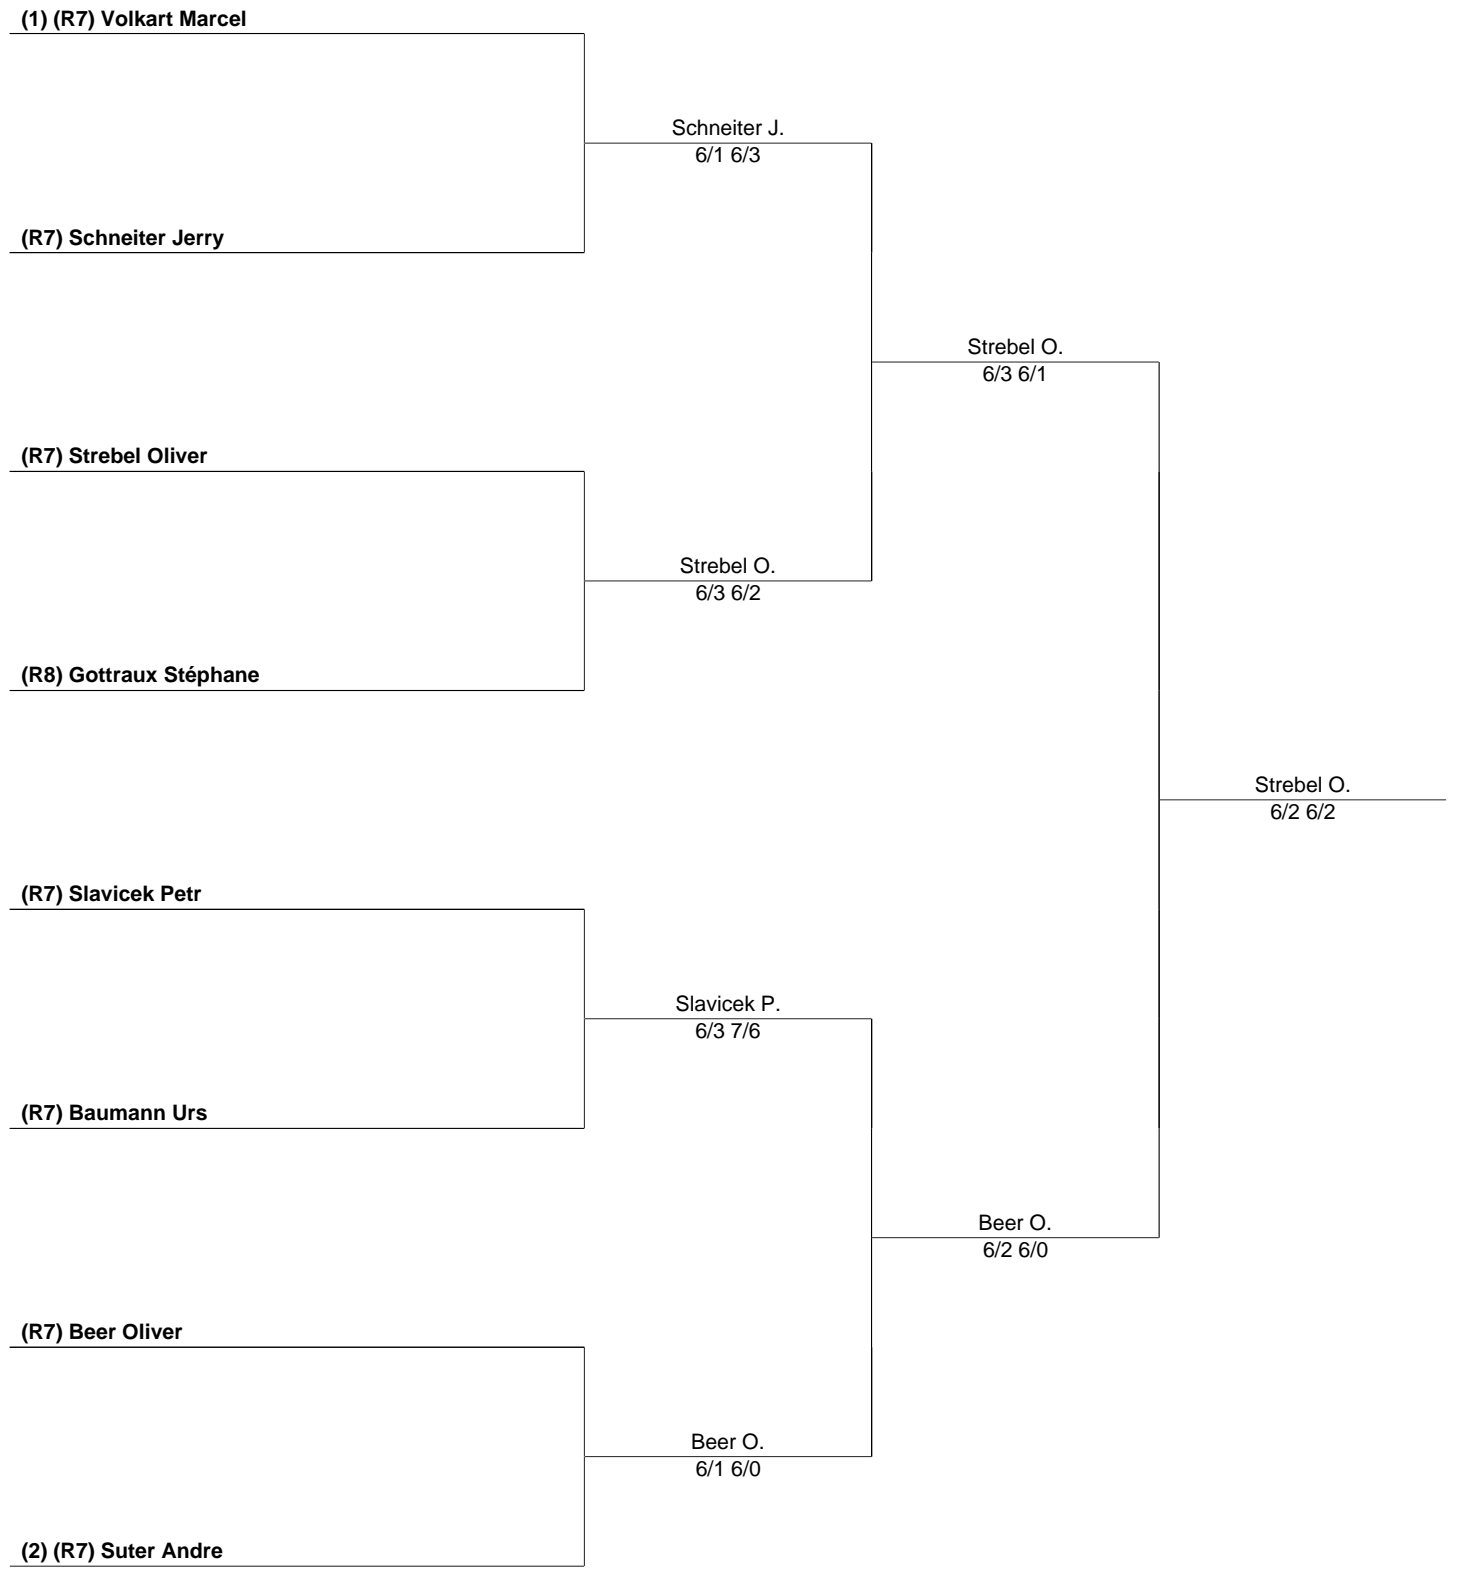 (1) (R7) Volkart Marcel
Schneiter J.
6/1 6/3
(R7) Schneiter Jerry
Strebel O.
6/3 6/1
(R7) Strebel Oliver
Strebel O.
6/3 6/2
(R8) Gottraux Stéphane
Strebel O.
6/2 6/2
(R7) Slavicek Petr
Slavicek P.
6/3 7/6
(R7) Baumann Urs
Beer O.
6/2 6/0
(R7) Beer Oliver
Beer O.
6/1 6/0
(2) (R7) Suter Andre